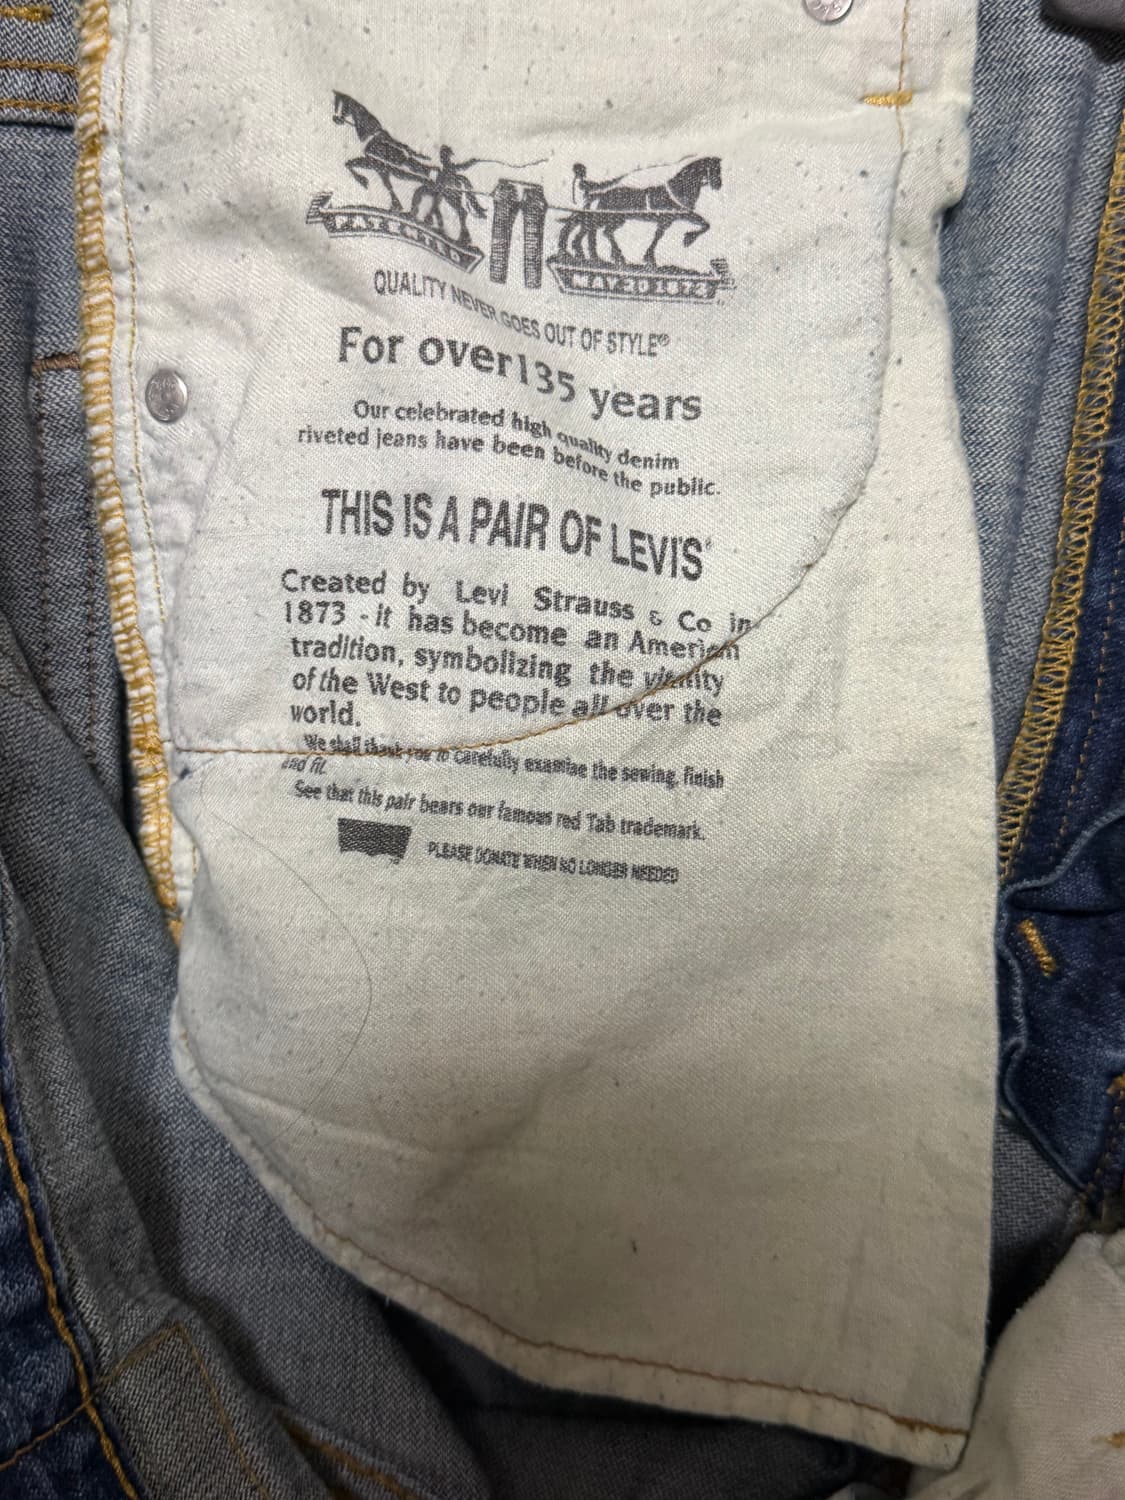 PATENTED
MAY 20 1873
QUALITY NEVER GOES OUT OF STYLE®
For over135 years
Our celebrated high quality denim
riveted jeans have been before the public.
THIS IS A PAIR OF LEVI'S®
Created by Levi Strauss & Co in
1873 - It has become an American
tradition, symbolizing the vitality
of the West to people all over the
world.
We shall thank you to carefully examine the sewing, finish
and fit.
See that this pair bears our famous red Tab trademark.
PLEASE DONATE WHEN NO LONGER NEEDED